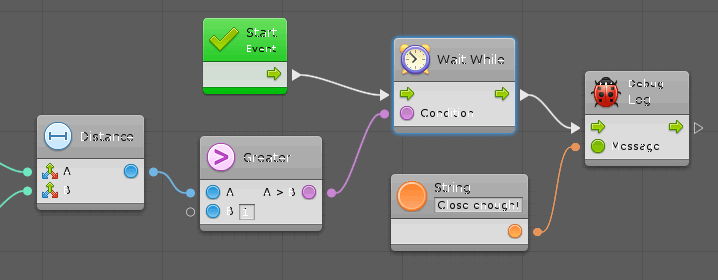 Start
Event
Wait While
Condition
Debug
Log
Message
Distance
A
B
Greater
A
A > B
B
1
String
Close enough!